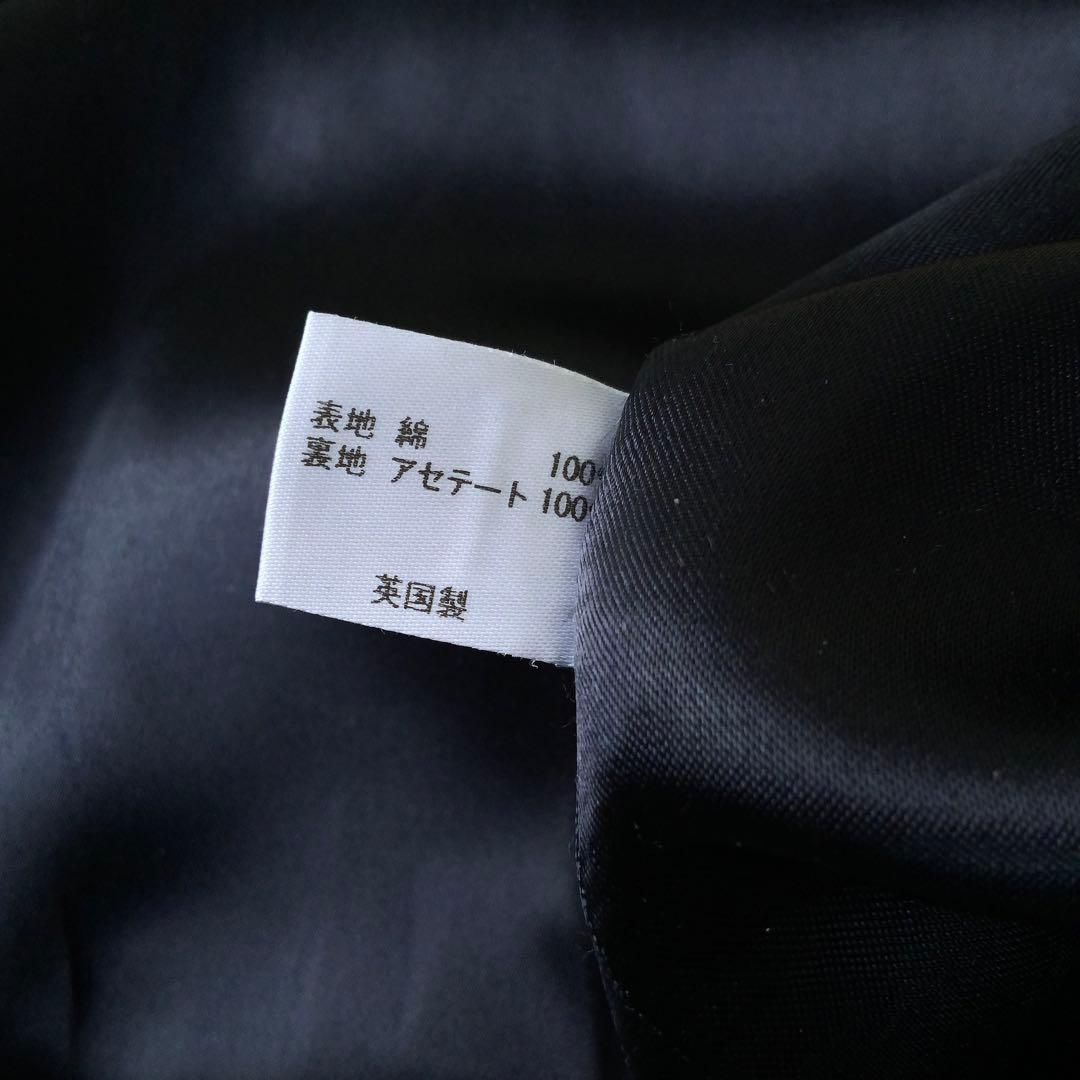 表地 綿 100%
裏地 アセテート 100%
英国製